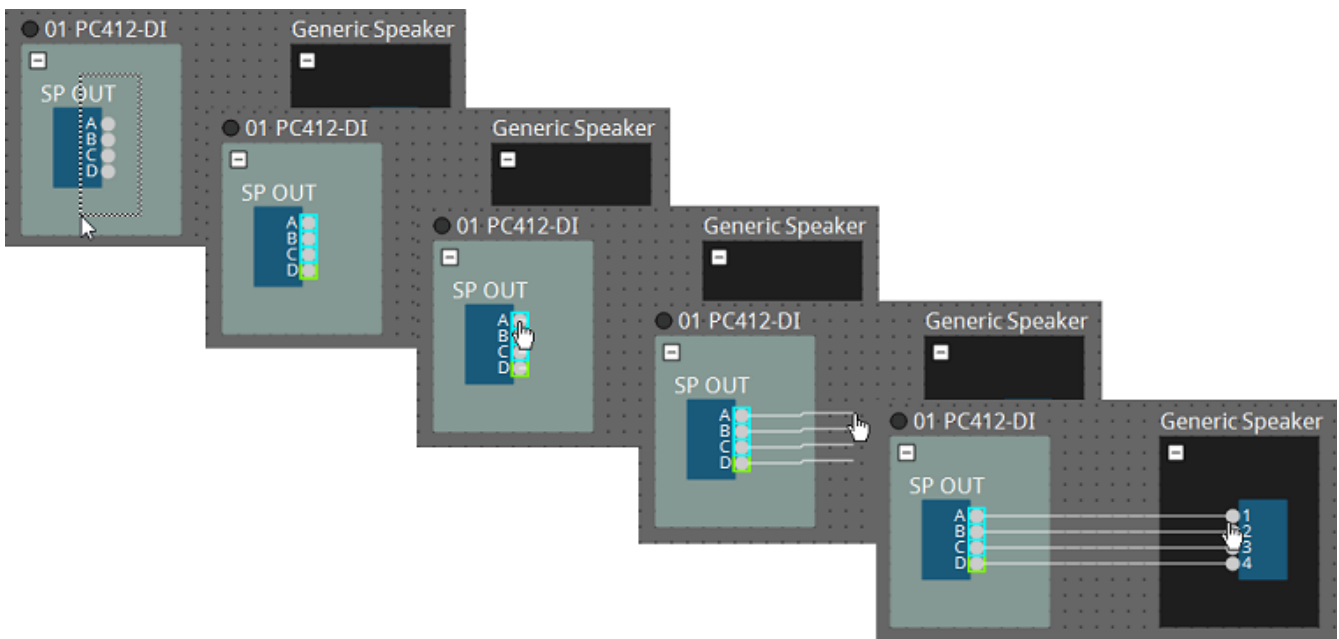 01 PC412-DI
Generic Speaker
SP OUT
A
B
C
D
01 PC412-DI
Generic Speaker
SP OUT
A
B
C
D
01 PC412-DI
Generic Speaker
SP OUT
A
B
C
D
01 PC412-DI
Generic Speaker
SP OUT
A
B
C
D
01 PC412-DI
Generic Speaker
SP OUT
A
B
C
D
1
2
3
4